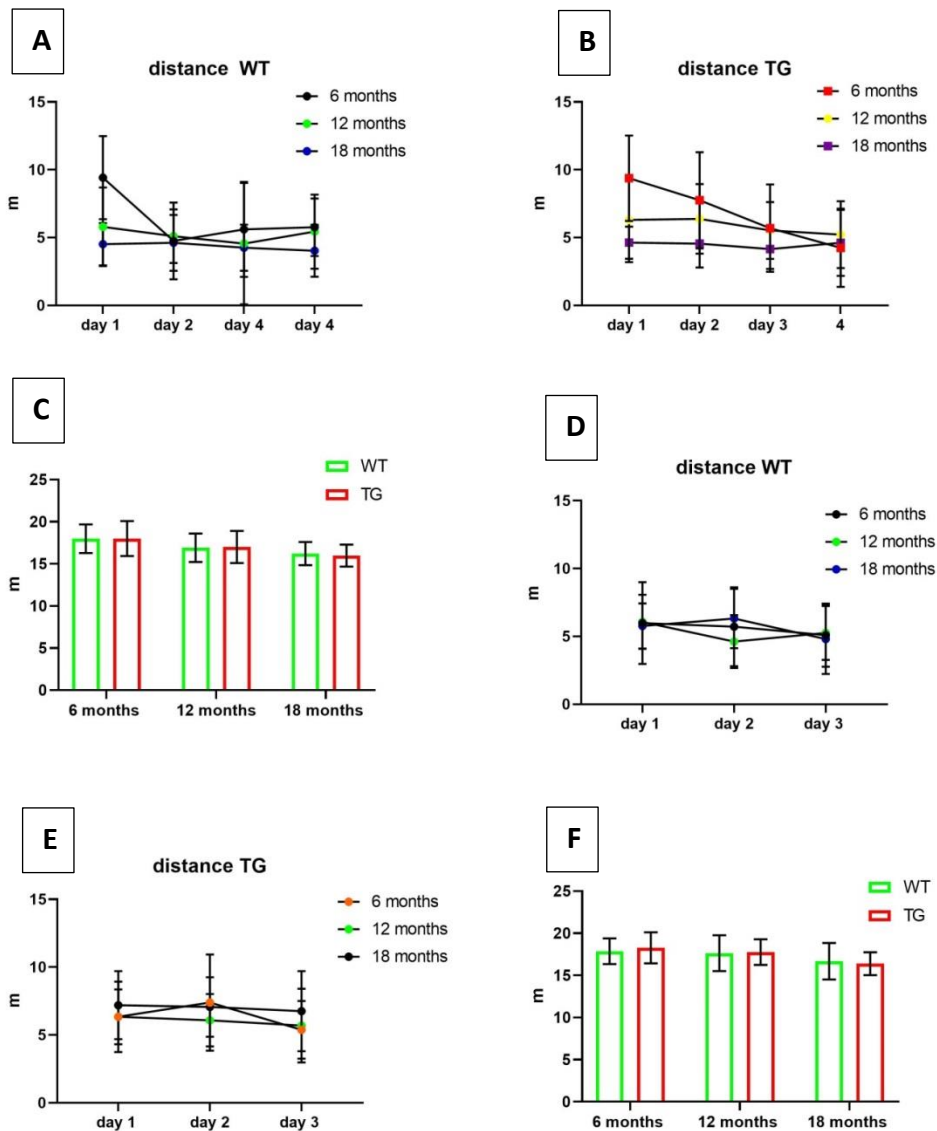 A
distance WT
6 months
12 months
18 months
15
10
5
0
m
day 1 day 2 day 4 day 4
B
distance TG
6 months
12 months
18 months
15
10
5
0
m
day 1 day 2 day 3 4
C
WT
TG
25
20
15
10
5
0
m
6 months 12 months 18 months
D
distance WT
6 months
12 months
18 months
15
10
5
0
m
day 1 day 2 day 3
E
distance TG
6 months
12 months
18 months
15
10
5
0
m
day 1 day 2 day 3
F
WT
TG
25
20
15
10
5
0
m
6 months 12 months 18 months